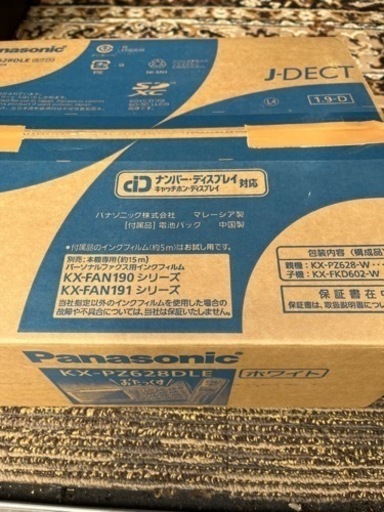 Panasonic
J-DECT
SD
XC
1.9-D
ナンバー・ディスプレイ
キャッチホン・ディスプレイ
対応
パナソニック株式会社 マレーシア製
[付属品] 電池パック 中国製
・付属品のインクフィルム(約5m)はお試し用です。
別売:本機専用(約15m)
パーソナルファクス用インクフィルム
KX-FAN190 シリーズ
KX-FAN191 シリーズ
当社指定以外のインクフィルムを使用した場合の
故障や不具合については、当社は保証いたしません。
包装内容(構成品
親機:KX-PZ628-W
子機:KX-FKD602-W
保証書在中
保証書は、取扱説明書につ
Panasonic
KX-PZ628DLE
ホワイト
おたっくす